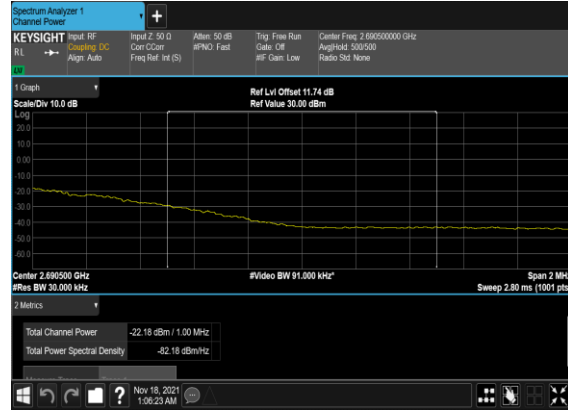 Spectrum Analyzer 1
Channel Power
+
KEYSIGHT Input: RF Input Z: 50 Ω Atten: 50 dB Trig: Free Run Center Freq: 2.690500000 GHz
RL Coupling: DC Corr CCorr #PNO: Fast Gate: Off Avg|Hold: 500/500
Align: Auto Freq Ref: Int (S) #IF Gain: Low Radio Std: None
1 Graph
Ref Lvl Offset 11.74 dB
Scale/Div 10.0 dB Ref Value 30.00 dBm
Log
20.0
10.0
0.00
-10.0
-20.0
-30.0
-40.0
-50.0
-60.0
Center 2.690500 GHz #Video BW 91.000 kHz* Span 2 MH
#Res BW 30.000 kHz Sweep 2.80 ms (1001 pts
2 Metrics
Total Channel Power -22.18 dBm / 1.00 MHz
Total Power Spectral Density -82.18 dBm/Hz
? Nov 18, 2021
1:06:23 AM